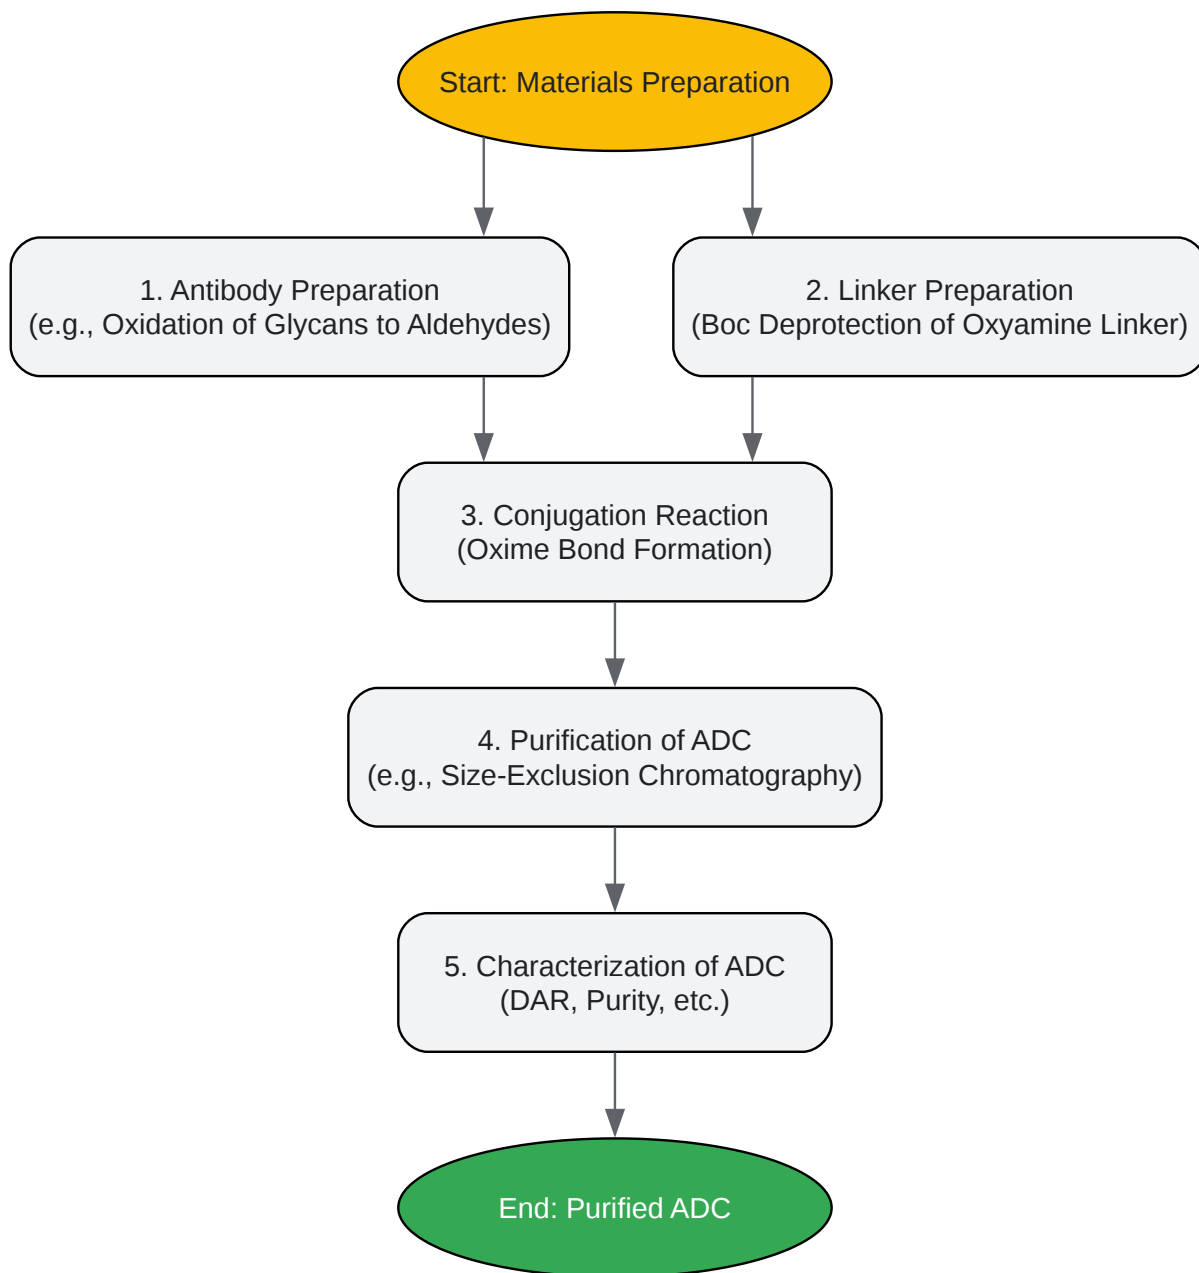 Start: Materials Preparation
1. Antibody Preparation
(e.g., Oxidation of Glycans to Aldehydes)
2. Linker Preparation
(Boc Deprotection of Oxyamine Linker)
3. Conjugation Reaction
(Oxime Bond Formation)
4. Purification of ADC
(e.g., Size-Exclusion Chromatography)
5. Characterization of ADC
(DAR, Purity, etc.)
End: Purified ADC